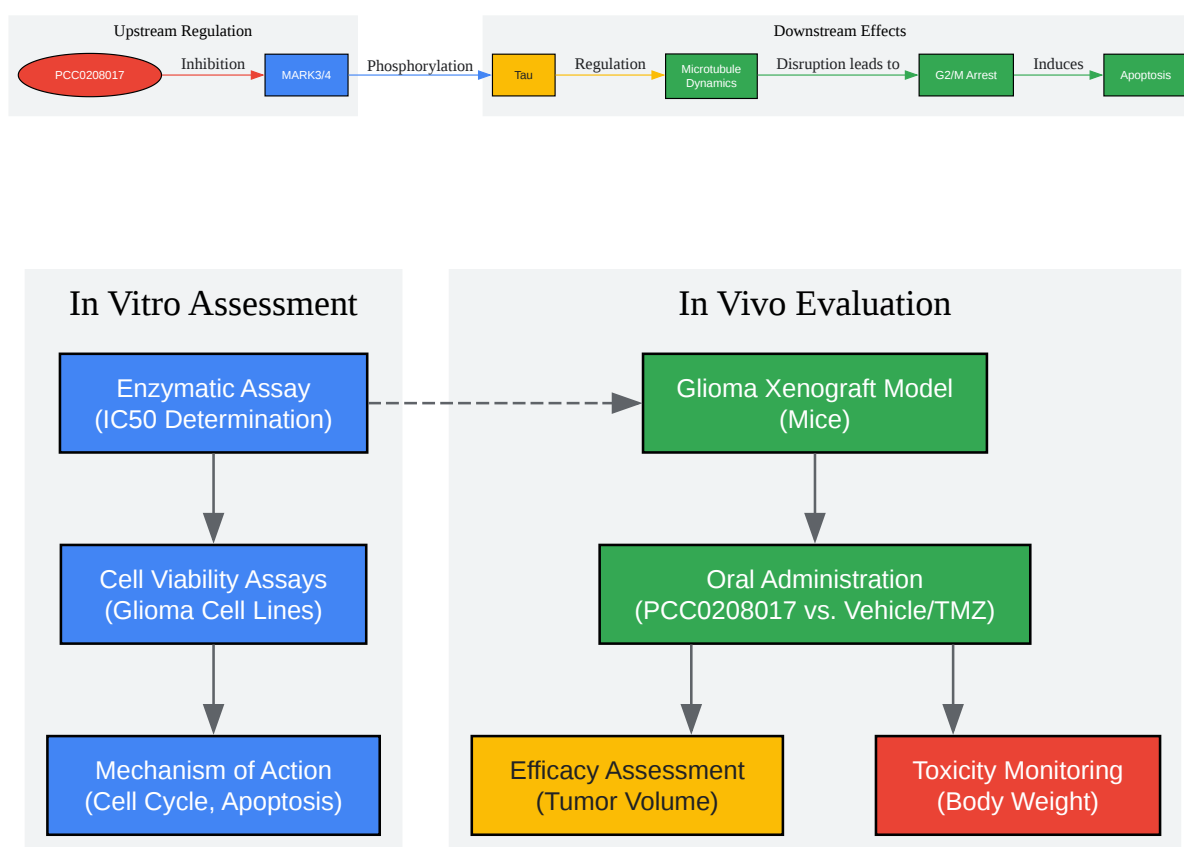 Upstream Regulation
Downstream Effects
PCC0208017
Inhibition
MARK3/4
Phosphorylation
Tau
Regulation
Microtubule
Dynamics
Disruption leads to
G2/M Arrest
Induces
Apoptosis
In Vitro Assessment
Enzymatic Assay
(IC50 Determination)
Cell Viability Assays
(Glioma Cell Lines)
Mechanism of Action
(Cell Cycle, Apoptosis)
In Vivo Evaluation
Glioma Xenograft Model
(Mice)
Oral Administration
(PCC0208017 vs. Vehicle/TMZ)
Efficacy Assessment
(Tumor Volume)
Toxicity Monitoring
(Body Weight)